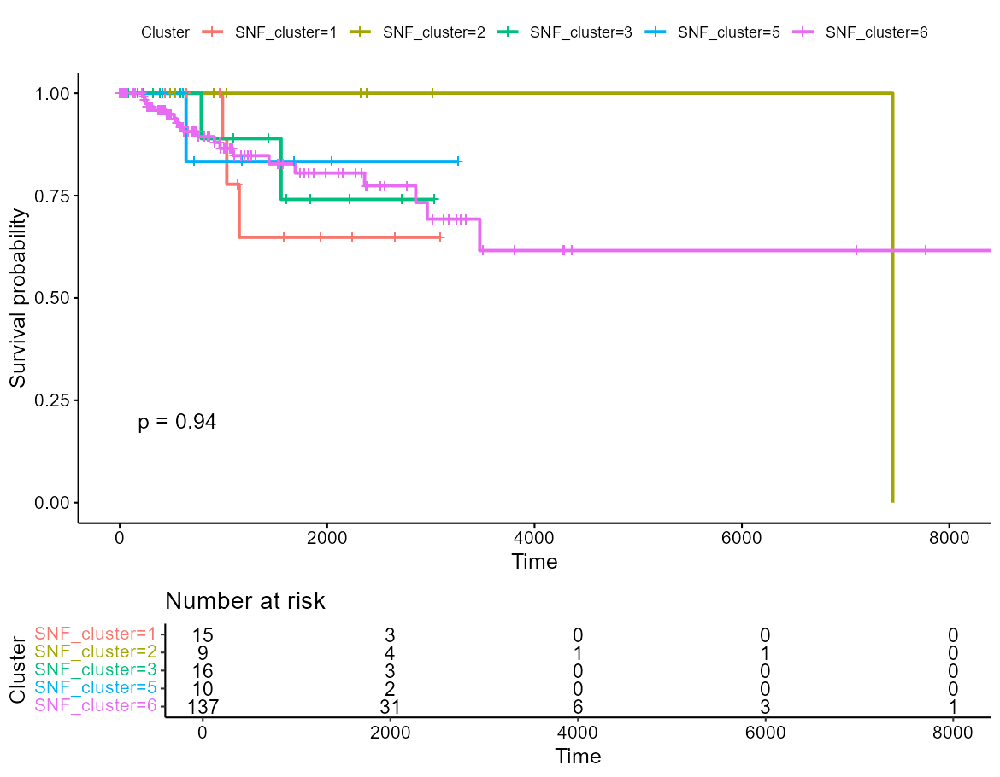 Cluster SNF_cluster=1 SNF_cluster=2 SNF_cluster=3 SNF_cluster=5 SNF_cluster=6
Survival probability
1.00
0.75
0.50
0.25
0.00
p = 0.94
0 2000 4000 6000 8000
Time
Number at risk
Cluster
SNF_cluster=1 15 3 0 0 0
SNF_cluster=2 9 4 1 1 0
SNF_cluster=3 16 3 0 0 0
SNF_cluster=5 10 2 0 0 0
SNF_cluster=6 137 31 6 3 1
0 2000 4000 6000 8000
Time